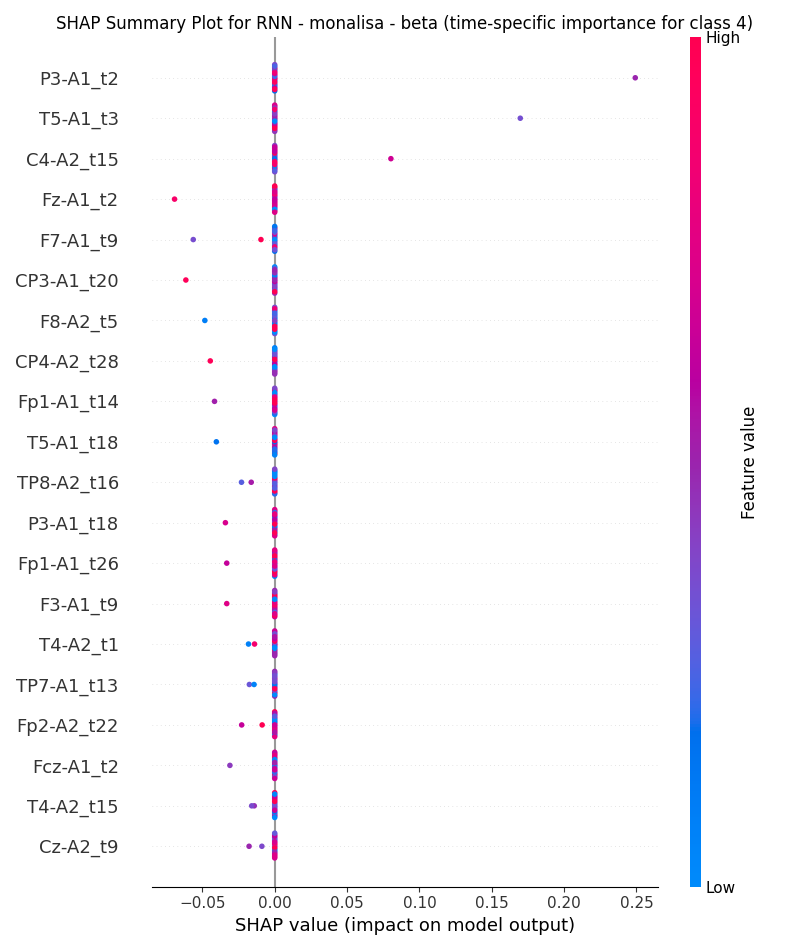 SHAP Summary Plot for RNN - monalisa - beta (time-specific importance for class 4)
High
P3-A1_t2
T5-A1_t3
C4-A2_t15
Fz-A1_t2
F7-A1_t9
CP3-A1_t20
F8-A2_t5
CP4-A2_t28
Fp1-A1_t14
T5-A1_t18
TP8-A2_t16
P3-A1_t18
Fp1-A1_t26
F3-A1_t9
T4-A2_t1
TP7-A1_t13
Fp2-A2_t22
Fcz-A1_t2
T4-A2_t15
Cz-A2_t9
Feature value
Low
−0.05 0.00 0.05 0.10 0.15 0.20 0.25
SHAP value (impact on model output)